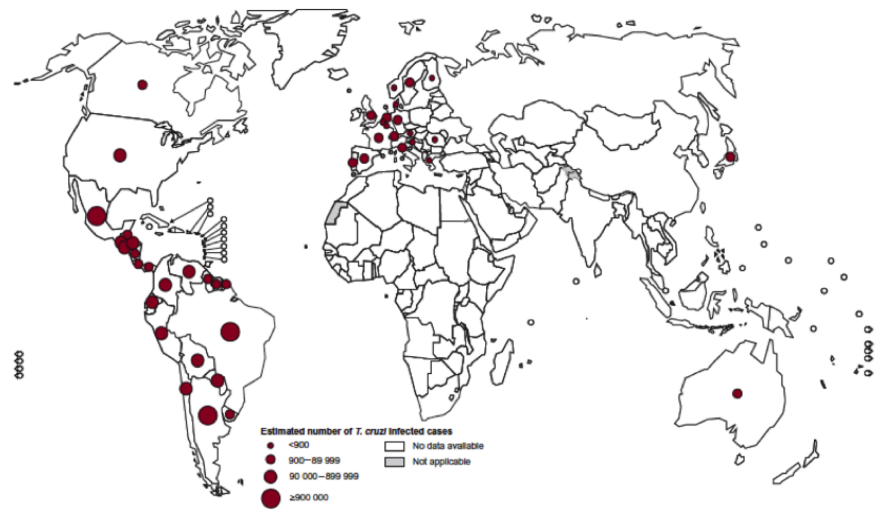 Estimated number of T. cruzi infected cases
<900
900–89 999
90 000–899 999
≥900 000
No data available
Not applicable